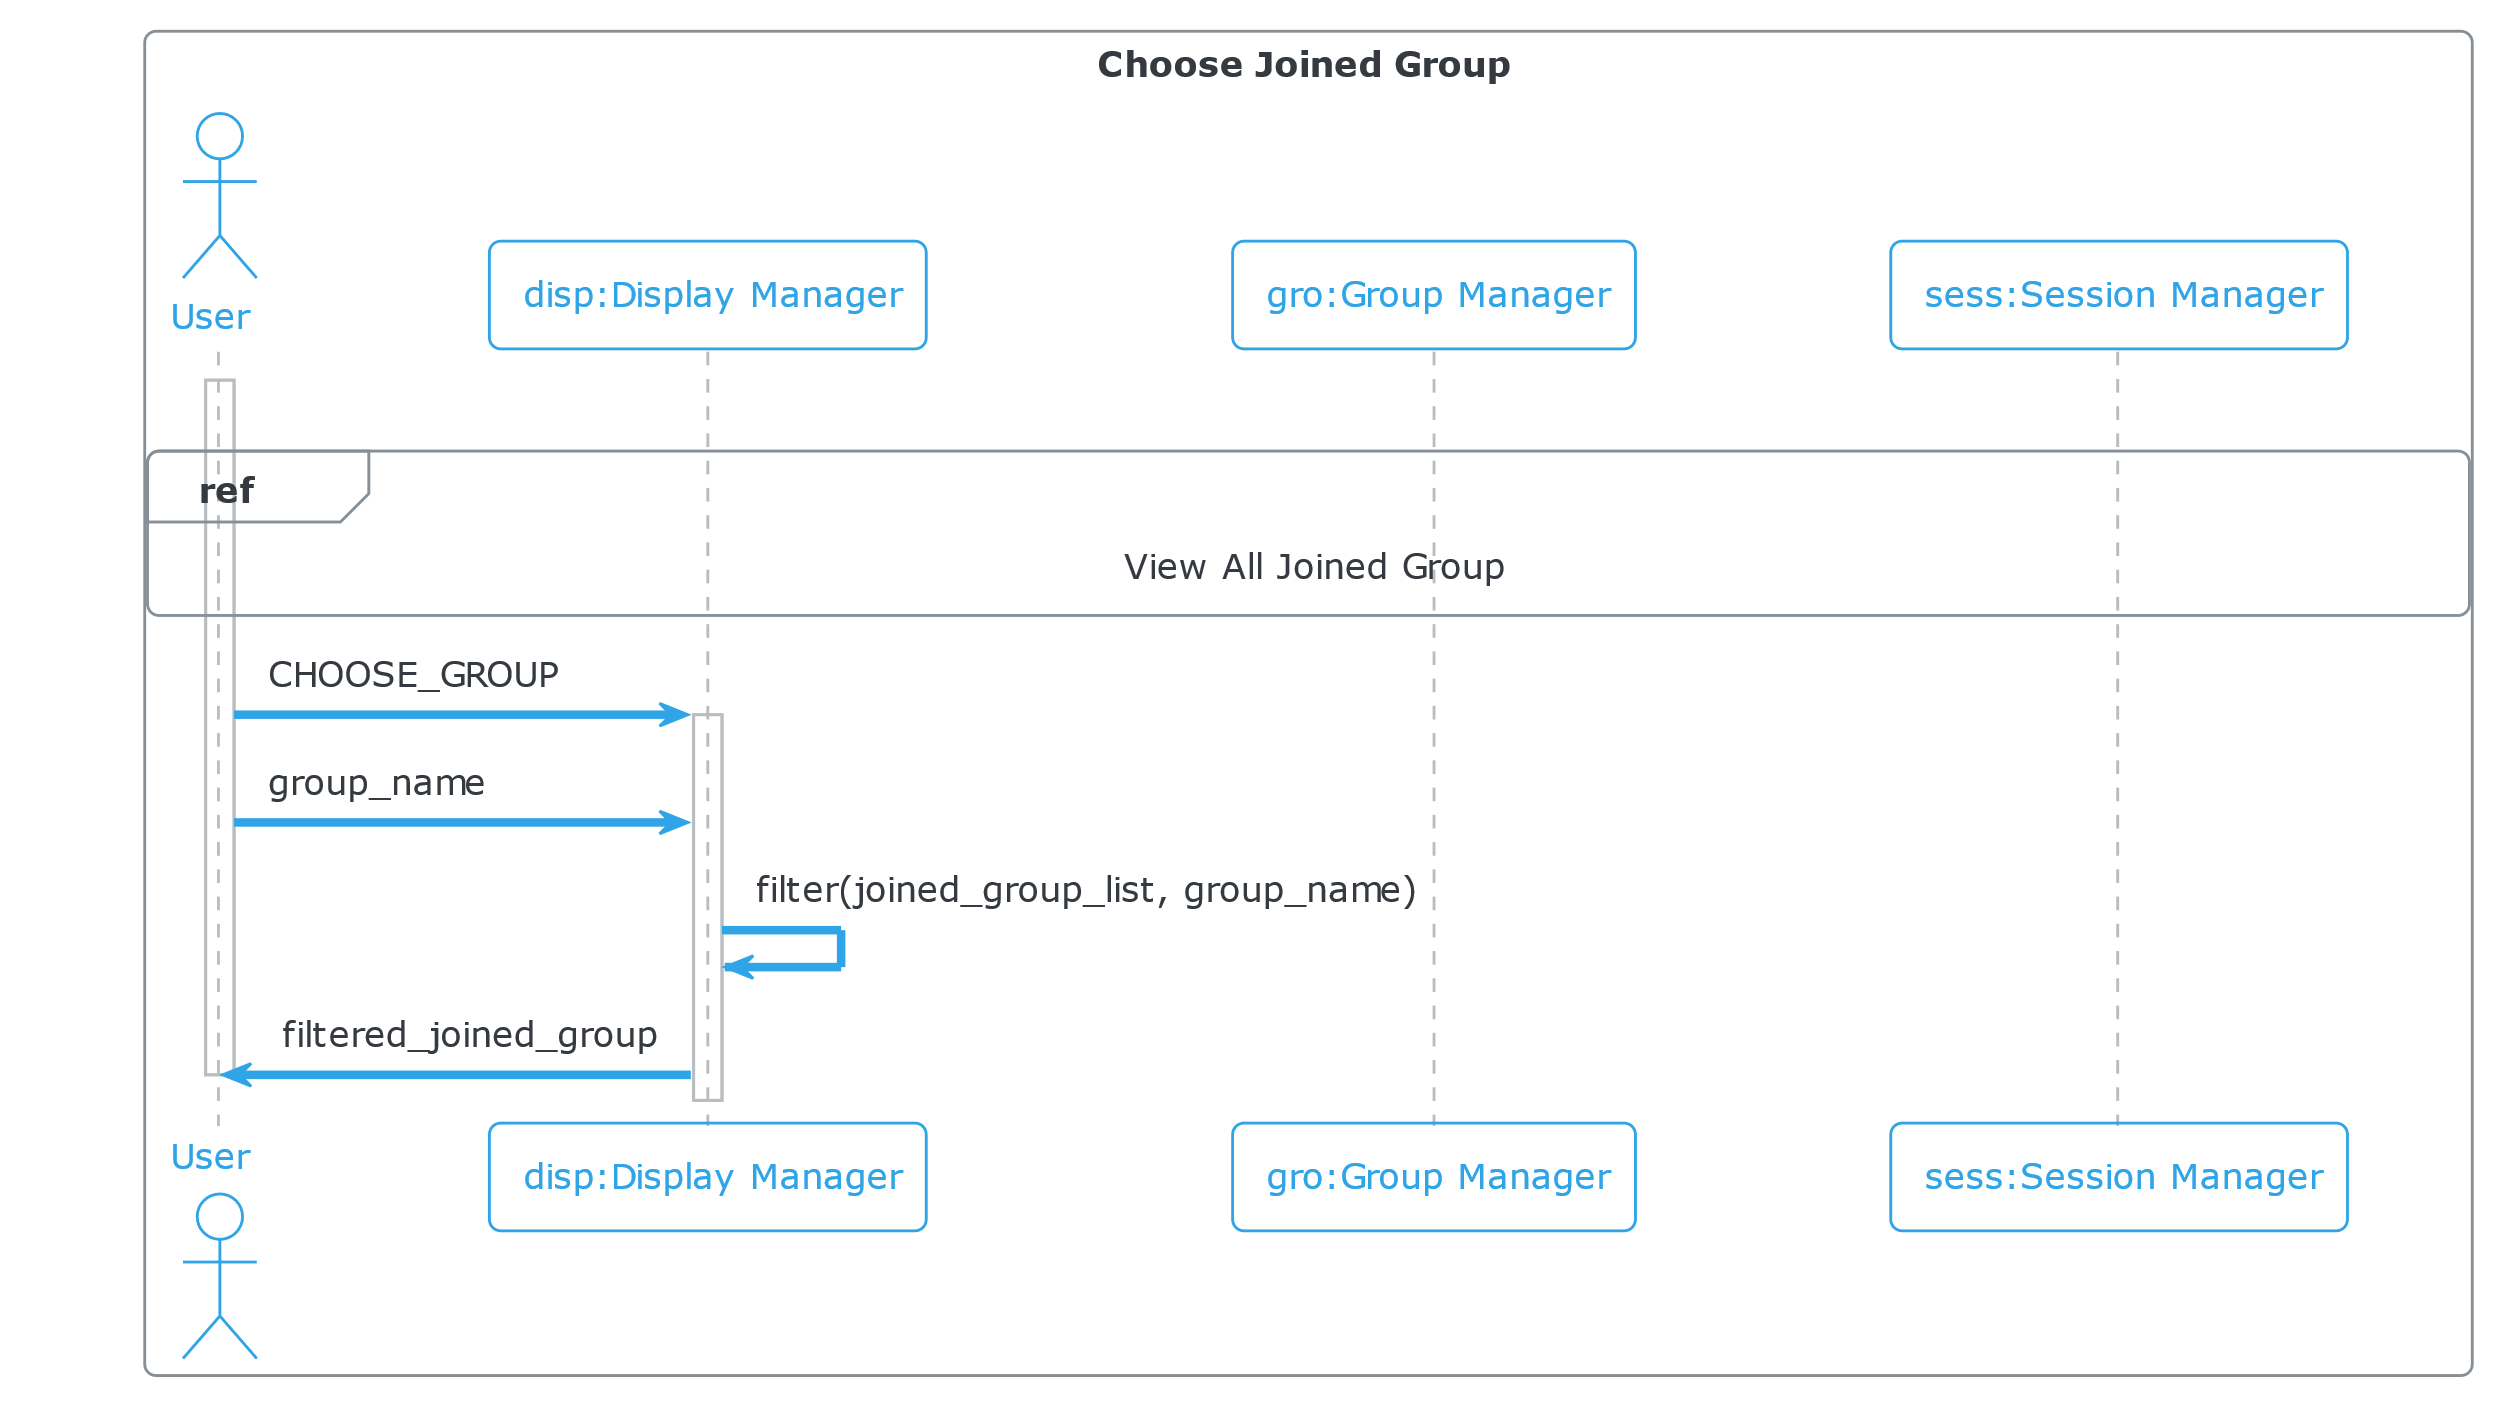 Choose Joined Group
User
disp:Display Manager
gro:Group Manager
sess:Session Manager
ref
View All Joined Group
CHOOSE_GROUP
group_name
filter(joined_group_list, group_name)
filtered_joined_group
User
disp:Display Manager
gro:Group Manager
sess:Session Manager